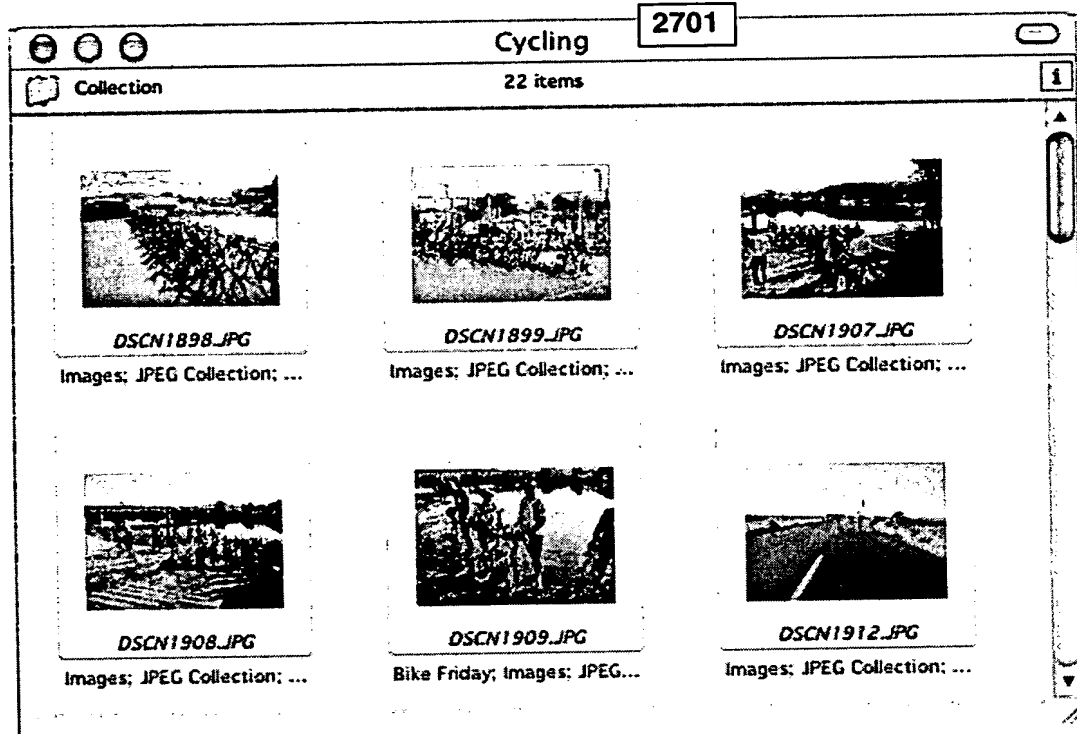 2701
Cycling
Collection 22 items i
DSCN1898.JPG DSCN1899.JPG DSCN1907.JPG
Images; JPEG Collection; ... Images; JPEG Collection; ... Images; JPEG Collection; ...
DSCN1908.JPG DSCN1909.JPG DSCN1912.JPG
Images; JPEG Collection; ... Bike Friday; Images; JPEG... Images; JPEG Collection; ...